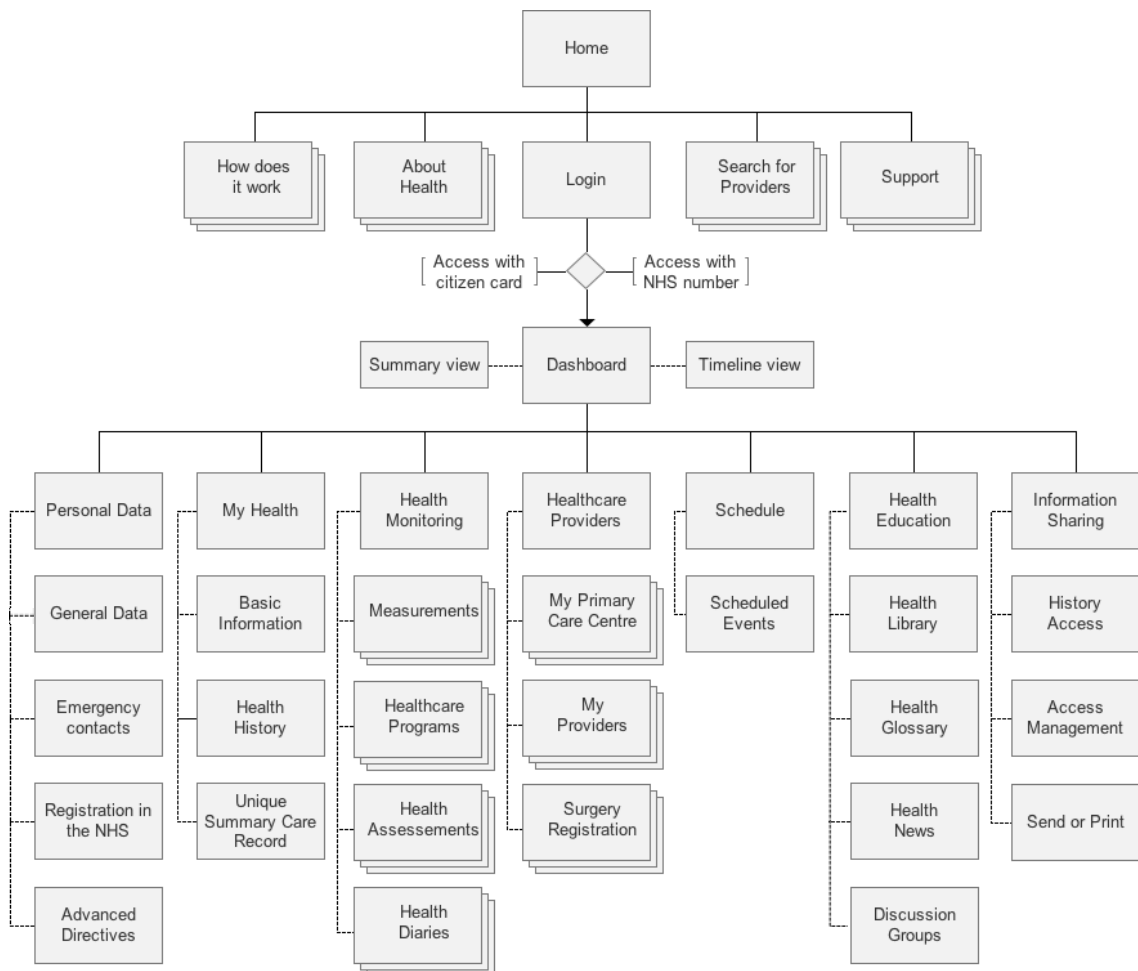 Home
How does
it work
About
Health
Login
Search for
Providers
Support
Access with
citizen card
Access with
NHS number
Summary view
Dashboard
Timeline view
Personal Data
My Health
Health
Monitoring
Healthcare
Providers
Schedule
Health
Education
Information
Sharing
General Data
Basic
Information
Measurements
My Primary
Care Centre
Scheduled
Events
Health
Library
History
Access
Emergency
contacts
Health
History
Healthcare
Programs
My
Providers
Health
Glossary
Access
Management
Registration in
the NHS
Unique
Summary Care
Record
Health
Assessements
Surgery
Registration
Health
News
Send or Print
Advanced
Directives
Health
Diaries
Discussion
Groups